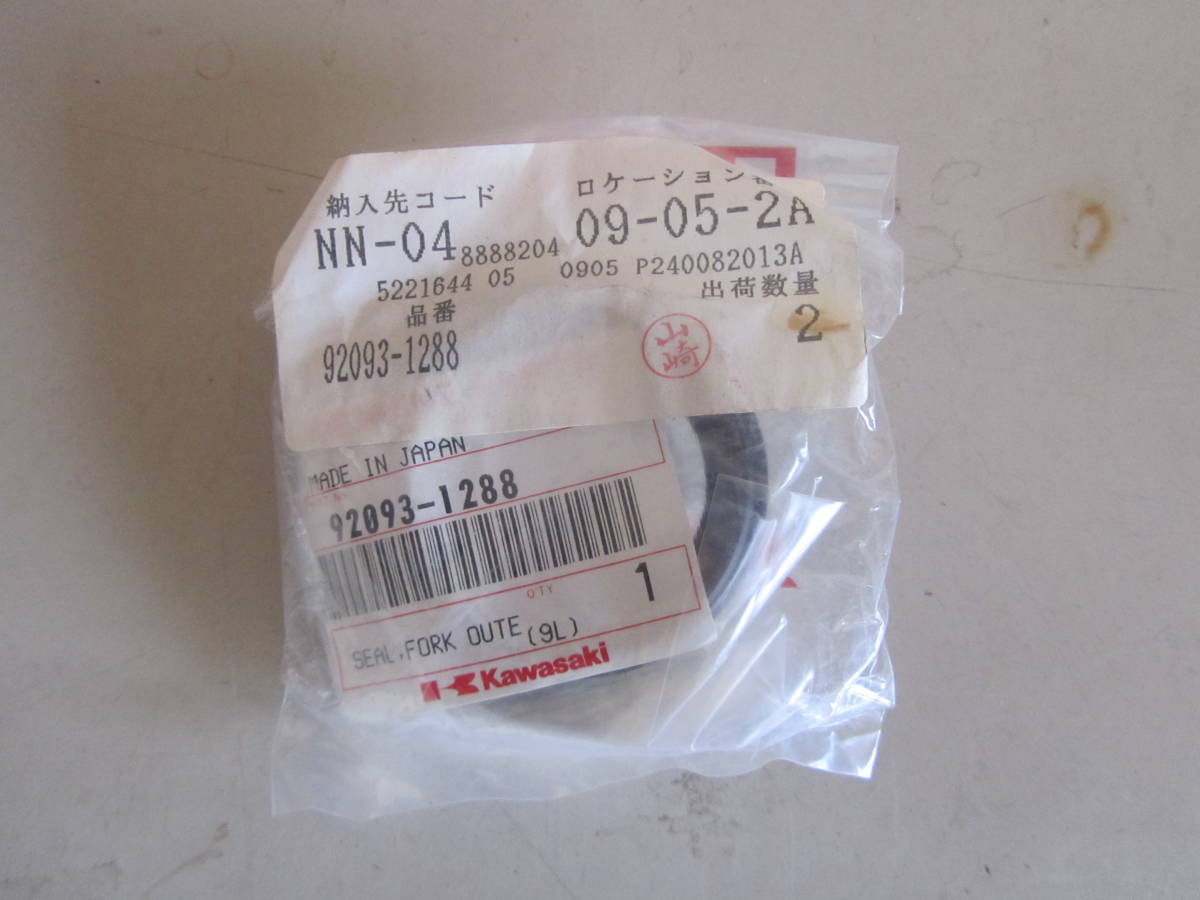 納入先コード ロケーション番
NN-04 8888204 09-05-2A
5221644 05 0905 P240082013A
品番 出荷数量
92093-1288 山崎 2
MADE IN JAPAN
92093-1288
Q'TY 1
SEAL,FORK OUTE(9L)
Kawasaki